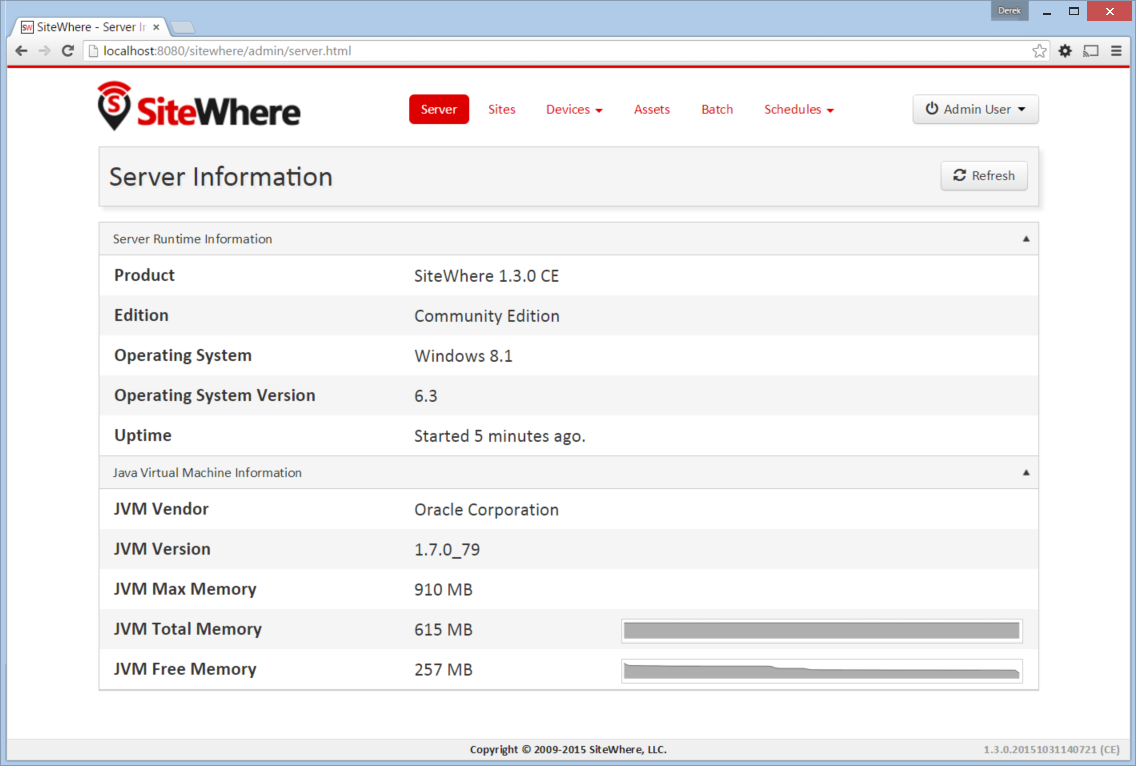 Derek
SW SiteWhere - Server Ir
localhost:8080/sitewhere/admin/server.html
S SiteWhere
Server Sites Devices Assets Batch Schedules Admin User
Server Information Refresh
Server Runtime Information
Product SiteWhere 1.3.0 CE
Edition Community Edition
Operating System Windows 8.1
Operating System Version 6.3
Uptime Started 5 minutes ago.
Java Virtual Machine Information
JVM Vendor Oracle Corporation
JVM Version 1.7.0_79
JVM Max Memory 910 MB
JVM Total Memory 615 MB
JVM Free Memory 257 MB
Copyright © 2009-2015 SiteWhere, LLC. 1.3.0.20151031140721 (CE)